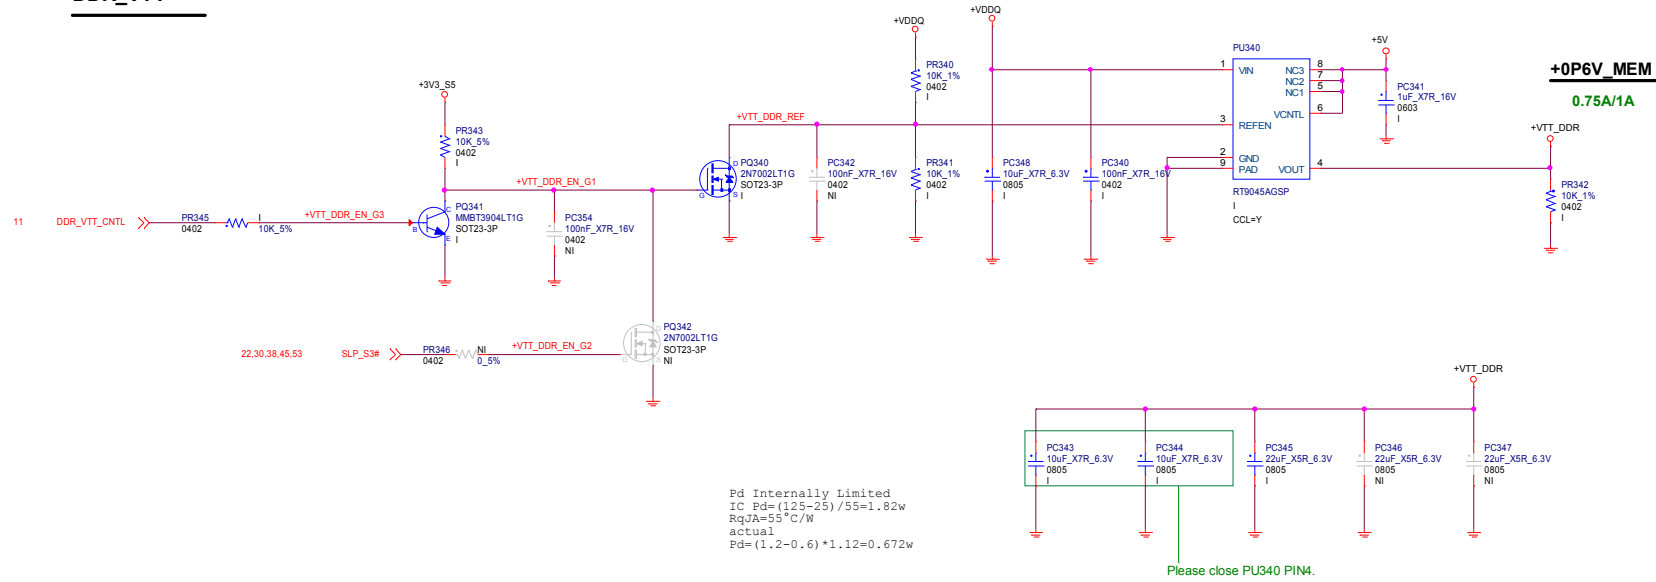 +VDDQ
+VDDQ
+5V
+0P6V_MEM
0.75A/1A
+3V3_S5
PR343
10K_5%
0402
I
PR340
10K_1%
0402
I
PU340
1
VIN
NC3
8
NC2
7
NC1
5
VCNTL
6
3
REFEN
2
GND
9
PAD
VOUT
4
RT9045AGSP
I
CCL=Y
PC341
1uF_X7R_16V
0603
I
+VTT_DDR
PR342
10K_1%
0402
I
+VTT_DDR_REF
D
G
S
PQ340
2N7002LT1G
SOT23-3P
I
PC342
100nF_X7R_16V
0402
NI
PR341
10K_1%
0402
I
PC348
10uF_X7R_6.3V
0805
I
PC340
100nF_X7R_16V
0402
I
+VTT_DDR_EN_G1
11
DDR_VTT_CNTL
PR345
0402
I
10K_5%
+VTT_DDR_EN_G3
C
B
E
PQ341
MMBT3904LT1G
SOT23-3P
I
PC354
100nF_X7R_16V
0402
NI
22,30,38,45,53
SLP_S3#
PR346
0402
NI
0_5%
+VTT_DDR_EN_G2
D
G
S
PQ342
2N7002LT1G
SOT23-3P
NI
+VTT_DDR
PC343
10uF_X7R_6.3V
0805
I
PC344
10uF_X7R_6.3V
0805
I
PC345
22uF_X5R_6.3V
0805
I
PC346
22uF_X5R_6.3V
0805
NI
PC347
22uF_X5R_6.3V
0805
NI
Pd Internally Limited
IC Pd=(125-25)/55=1.82w
RqJA=55°C/W
actual
Pd=(1.2-0.6)*1.12=0.672w
Please close PU340 PIN4.